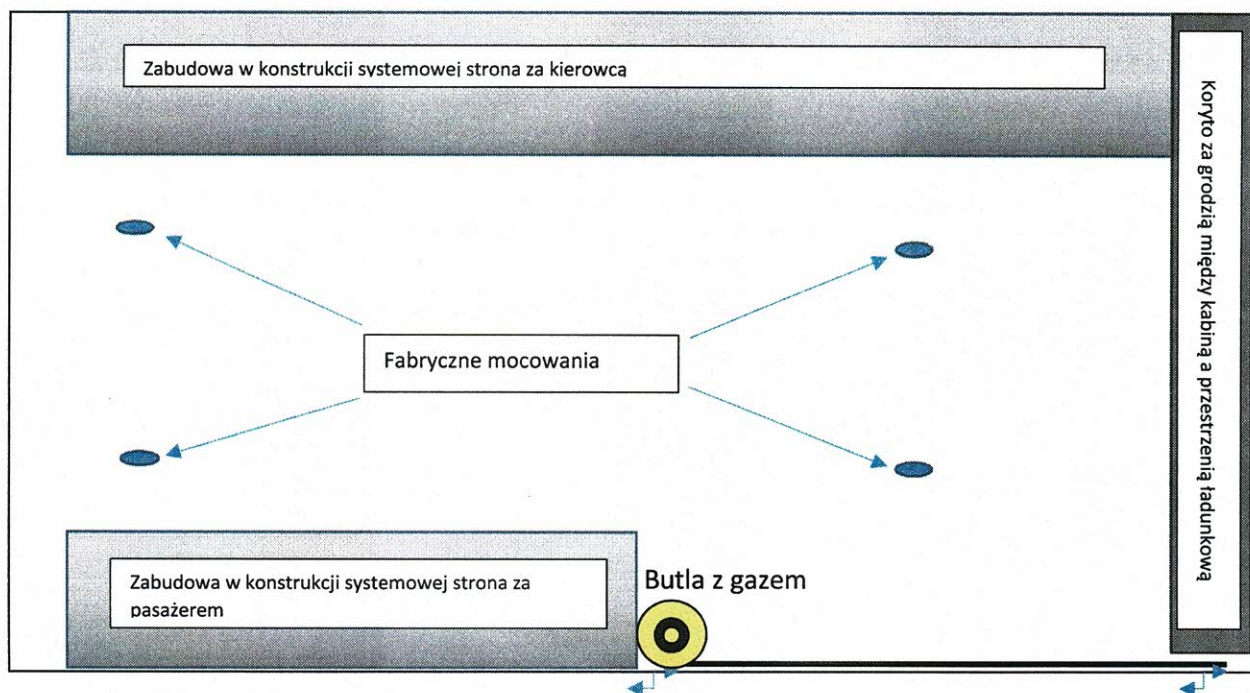 Zabudowa w konstrukcji systemowej strona za kierowcą
Koryto za grodzią między kabiną a przestrzenią ładunkową
Fabryczne mocowania
Zabudowa w konstrukcji systemowej strona za
pasażerem
Butla z gazem